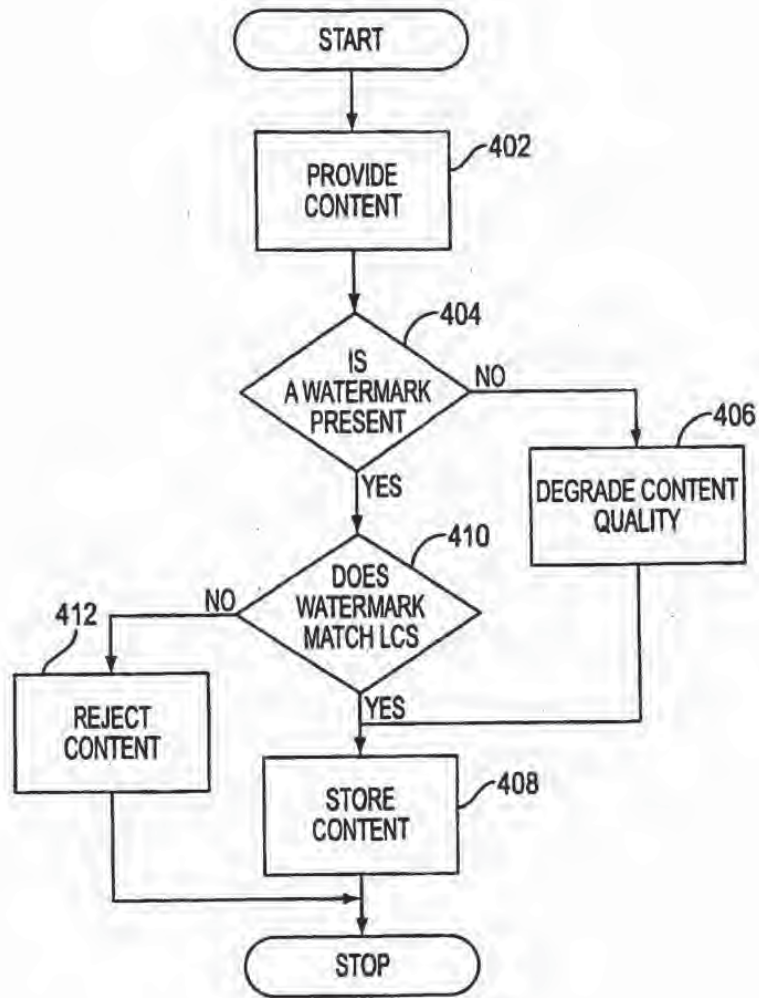 START
402
PROVIDE
CONTENT
404
IS
A WATERMARK
PRESENT
NO
406
YES
DEGRADE CONTENT
QUALITY
410
DOES
WATERMARK
MATCH LCS
NO
412
YES
REJECT
CONTENT
STORE
CONTENT
408
STOP